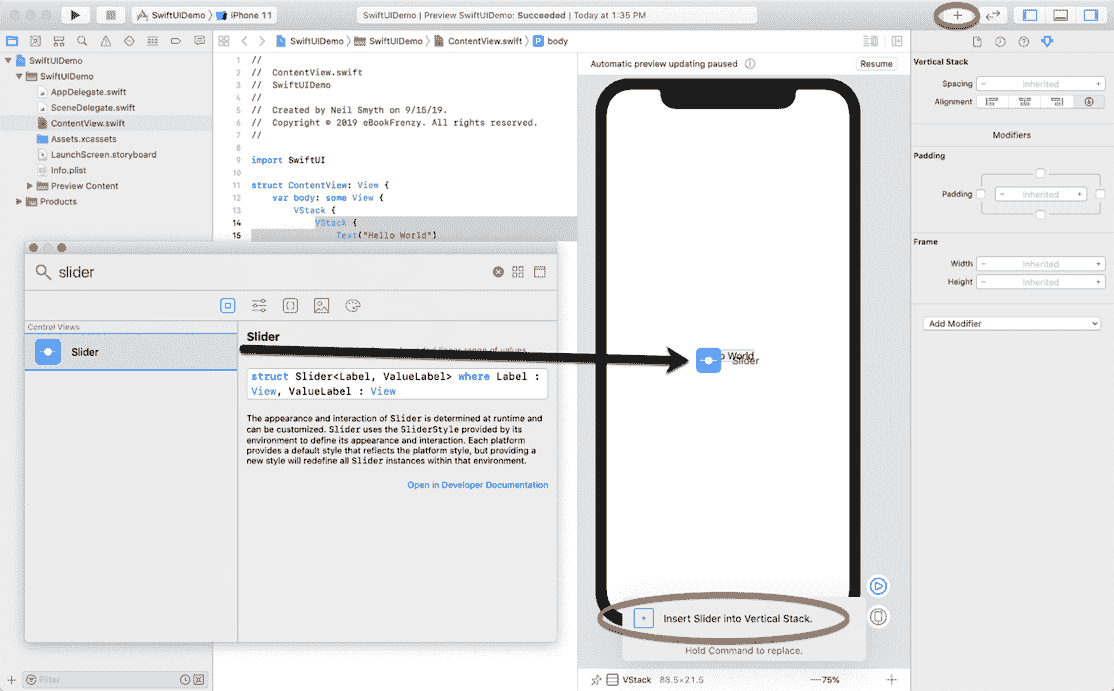 SwiftUIDemo
iPhone 11
SwiftUIDemo | Preview SwiftUIDemo: Succeeded | Today at 1:35 PM
SwiftUIDemo
SwiftUIDemo
AppDelegate.swift
SceneDelegate.swift
ContentView.swift
Assets.xcassets
LaunchScreen.storyboard
Info.plist
Preview Content
Products
Filter
SwiftUIDemo
SwiftUIDemo
ContentView.swift
P body
1 //
2 // ContentView.swift
3 // SwiftUIDemo
4 //
5 // Created by Neil Smyth on 9/15/19.
6 // Copyright © 2019 eBookFrenzy. All rights reserved.
7 //
8
9 import SwiftUI
10
11 struct ContentView: View {
12 var body: some View {
13 VStack {
14 VStack {
15 Text("Hello World")
slider
Control Views
Slider
Slider
linear range of values.
struct Slider<Label, ValueLabel> where Label :
View, ValueLabel : View
The appearance and interaction of Slider is determined at runtime and
can be customized. Slider uses the SliderStyle provided by its
environment to define its appearance and interaction. Each platform
provides a default style that reflects the platform style, but providing a
new style will redefine all Slider instances within that environment.
Open in Developer Documentation
Automatic preview updating paused
Resume
World
Slider
Insert Slider into Vertical Stack.
Hold Command to replace.
VStack 88.5×21.5
75%
Vertical Stack
Spacing
Inherited
Alignment
Modifiers
Padding
Padding
Inherited
Frame
Width
Inherited
Height
Inherited
Add Modifier